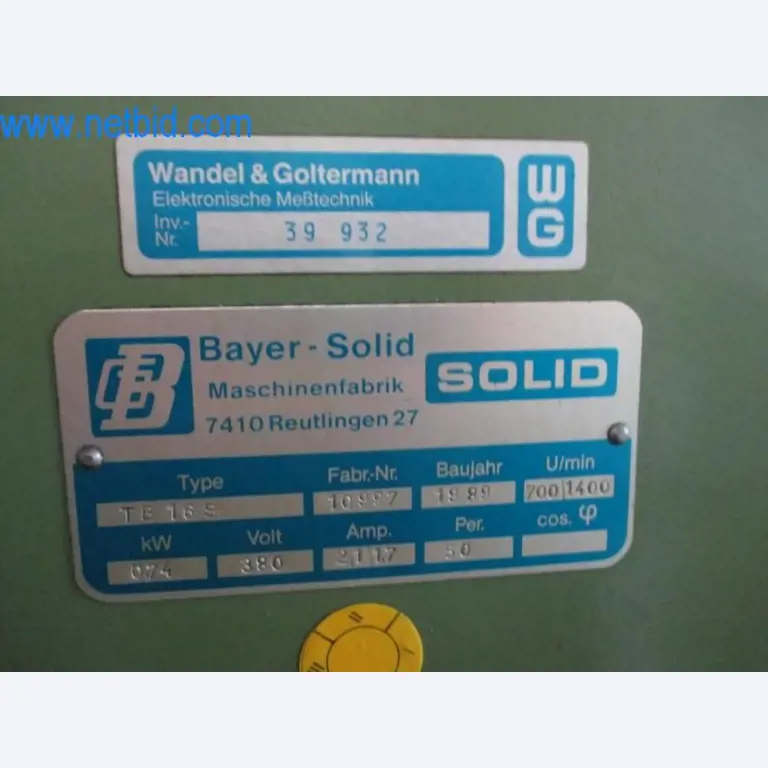 www.netbid.com
Wandel & Goltermann
Elektronische Meßtechnik
Inv.-
Nr. 39 932
WG
Bayer - Solid
SOLID
Maschinenfabrik
7410 Reutlingen 27
Type Fabr.-Nr. Baujahr U/min
16 S 1989 700 1400
kW Volt Amp. Per. cos. φ
380 50